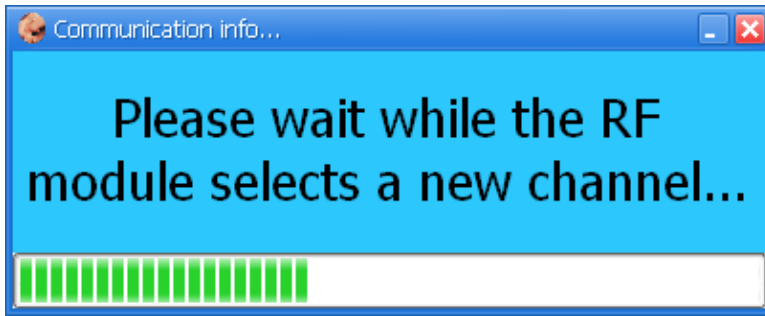 Communication info...
Please wait while the RF
module selects a new channel...